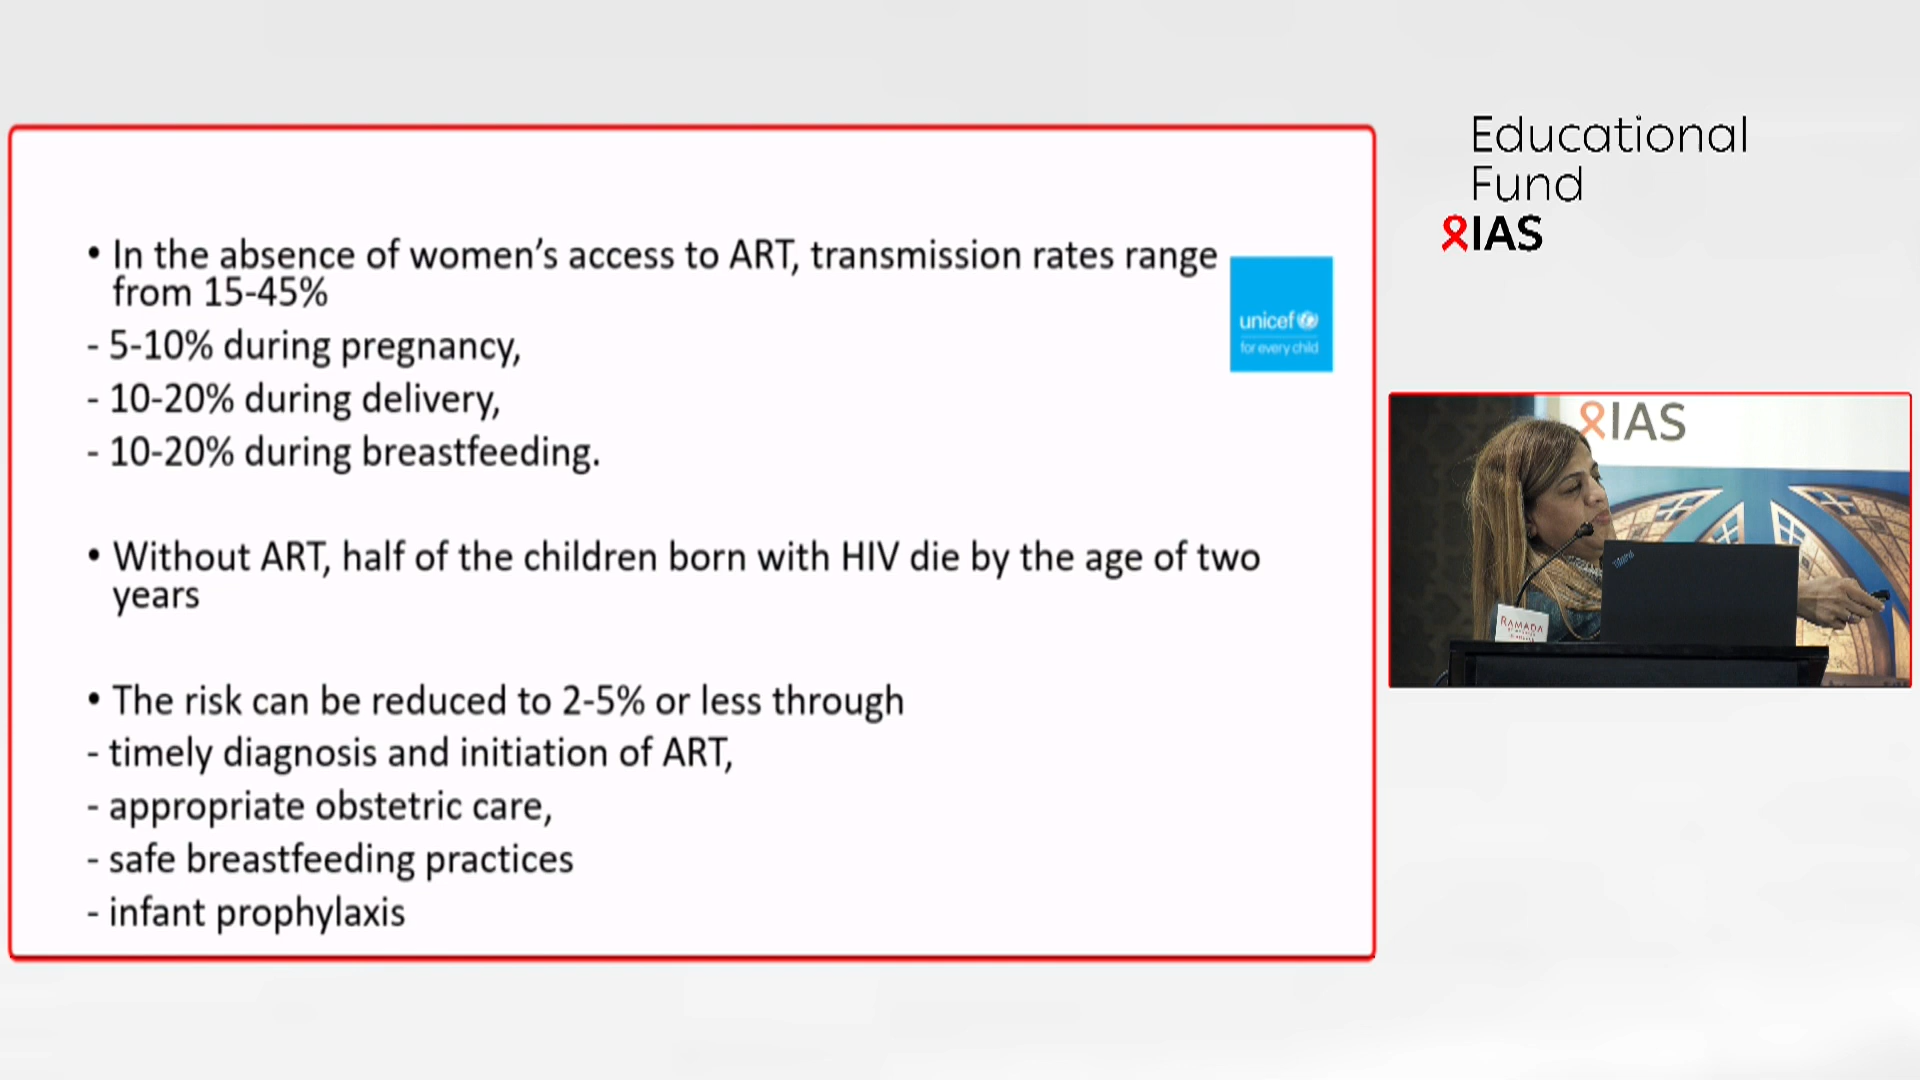 Educational
Fund
IAS
• In the absence of women’s access to ART, transmission rates range
from 15-45%
- 5-10% during pregnancy,
- 10-20% during delivery,
- 10-20% during breastfeeding.
unicef
for every child
• Without ART, half of the children born with HIV die by the age of two
years
• The risk can be reduced to 2-5% or less through
- timely diagnosis and initiation of ART,
- appropriate obstetric care,
- safe breastfeeding practices
- infant prophylaxis
IAS
ThinkPad
RAMADA